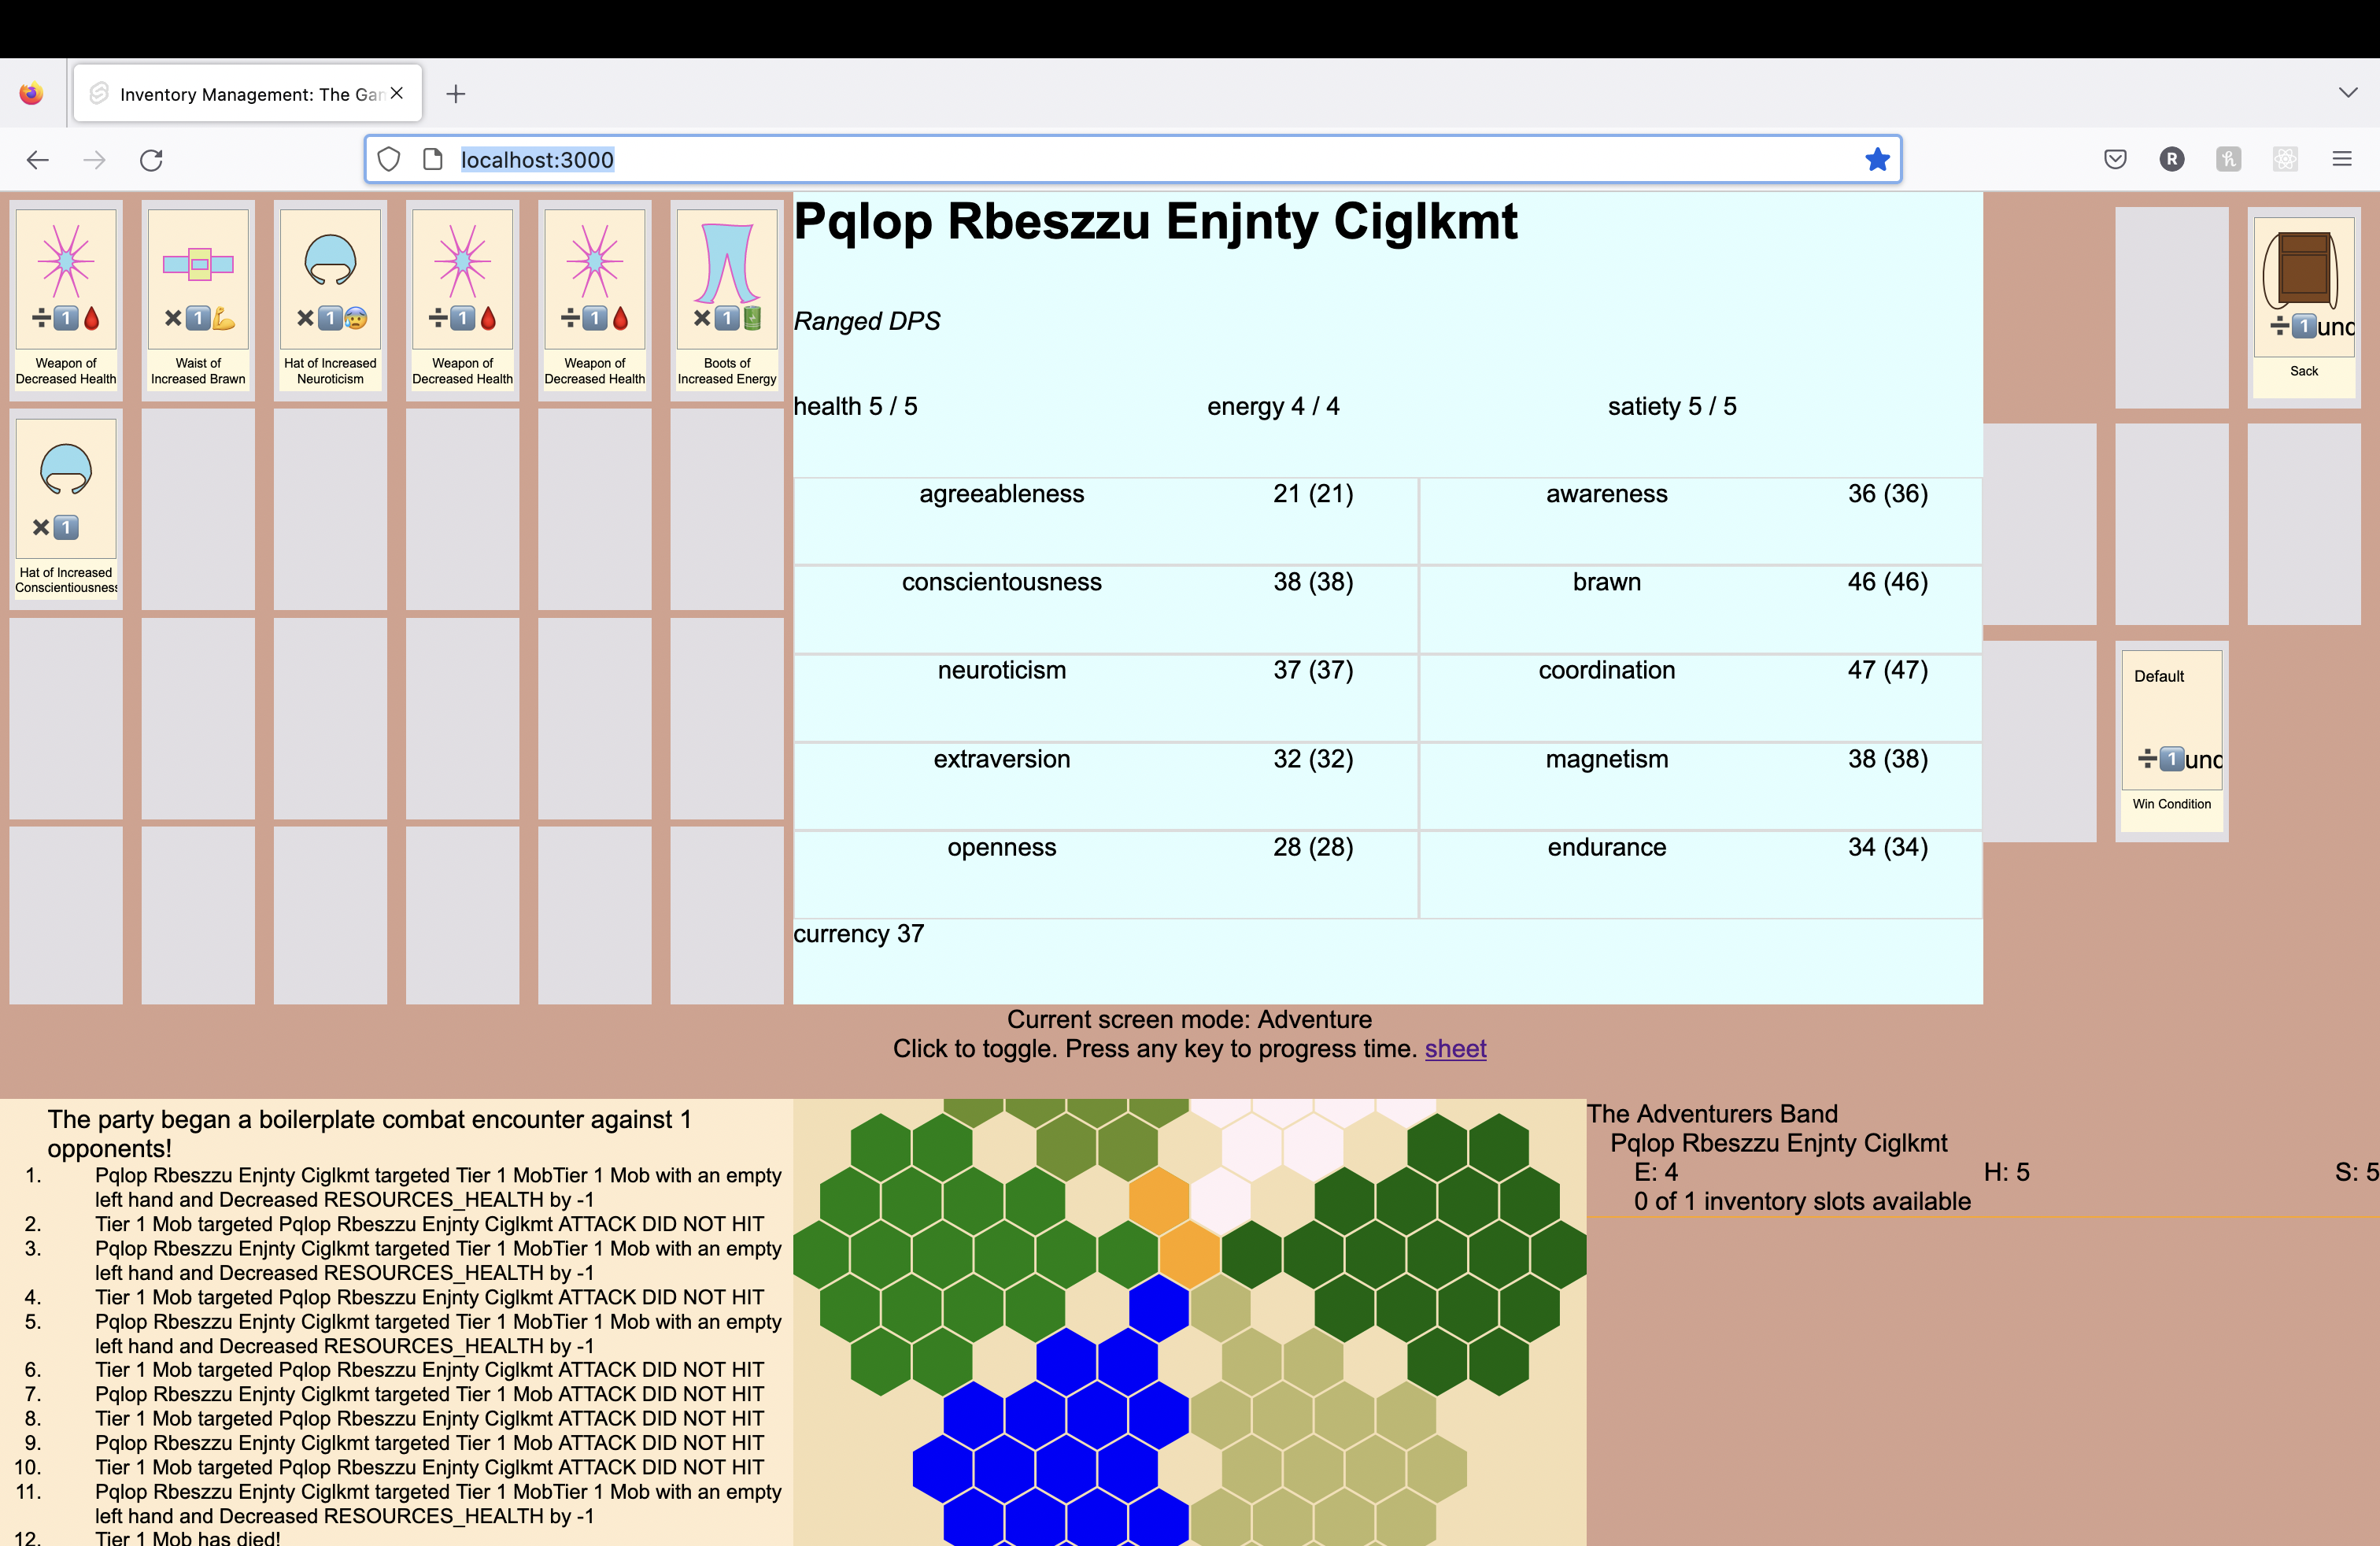 Inventory Management: The Gar
localhost:3000
R
÷ 1
Weapon of
Decreased Health
× 1
Waist of
Increased Brawn
× 1
Hat of Increased
Neuroticism
÷ 1
Weapon of
Decreased Health
÷ 1
Weapon of
Decreased Health
× 1
Boots of
Increased Energy
× 1
Hat of Increased
Conscientiousness
Pqlop Rbeszzu Enjnty Ciglkmt
Ranged DPS
health 5 / 5 energy 4 / 4 satiety 5 / 5
agreeableness 21 (21) awareness 36 (36)
conscientousness 38 (38) brawn 46 (46)
neuroticism 37 (37) coordination 47 (47)
extraversion 32 (32) magnetism 38 (38)
openness 28 (28) endurance 34 (34)
currency 37
÷ 1 und
Sack
Default
÷ 1 und
Win Condition
Current screen mode: Adventure
Click to toggle. Press any key to progress time. sheet
The party began a boilerplate combat encounter against 1
opponents!
1. Pqlop Rbeszzu Enjnty Ciglkmt targeted Tier 1 MobTier 1 Mob with an empty
left hand and Decreased RESOURCES_HEALTH by -1
2. Tier 1 Mob targeted Pqlop Rbeszzu Enjnty Ciglkmt ATTACK DID NOT HIT
3. Pqlop Rbeszzu Enjnty Ciglkmt targeted Tier 1 MobTier 1 Mob with an empty
left hand and Decreased RESOURCES_HEALTH by -1
4. Tier 1 Mob targeted Pqlop Rbeszzu Enjnty Ciglkmt ATTACK DID NOT HIT
5. Pqlop Rbeszzu Enjnty Ciglkmt targeted Tier 1 MobTier 1 Mob with an empty
left hand and Decreased RESOURCES_HEALTH by -1
6. Tier 1 Mob targeted Pqlop Rbeszzu Enjnty Ciglkmt ATTACK DID NOT HIT
7. Pqlop Rbeszzu Enjnty Ciglkmt targeted Tier 1 Mob ATTACK DID NOT HIT
8. Tier 1 Mob targeted Pqlop Rbeszzu Enjnty Ciglkmt ATTACK DID NOT HIT
9. Pqlop Rbeszzu Enjnty Ciglkmt targeted Tier 1 Mob ATTACK DID NOT HIT
10. Tier 1 Mob targeted Pqlop Rbeszzu Enjnty Ciglkmt ATTACK DID NOT HIT
11. Pqlop Rbeszzu Enjnty Ciglkmt targeted Tier 1 MobTier 1 Mob with an empty
left hand and Decreased RESOURCES_HEALTH by -1
12. Tier 1 Mob has died!
The Adventurers Band
Pqlop Rbeszzu Enjnty Ciglkmt
E: 4 H: 5 S: 5
0 of 1 inventory slots available